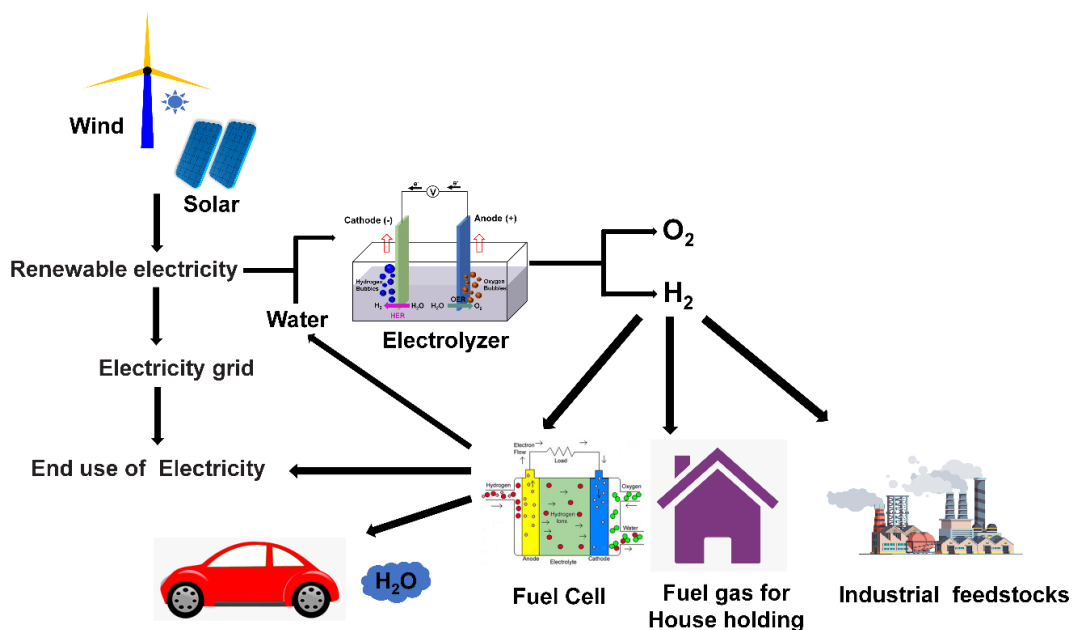 Wind
Solar
Renewable electricity
Electricity grid
End use of Electricity
Water
e⁻
V
e⁻
Cathode (-)
Anode (+)
Hydrogen
Bubbles
Oxygen
Bubbles
OER
H₂
H₂O
H₂O
O₂
HER
Electrolyzer
O₂
H₂
Electron
Flow
Load
Hydrogen
Oxygen
Hydrogen
Ions
Water
Anode
Electrolyte
Cathode
Fuel Cell
H₂O
Fuel gas for
House holding
Industrial feedstocks